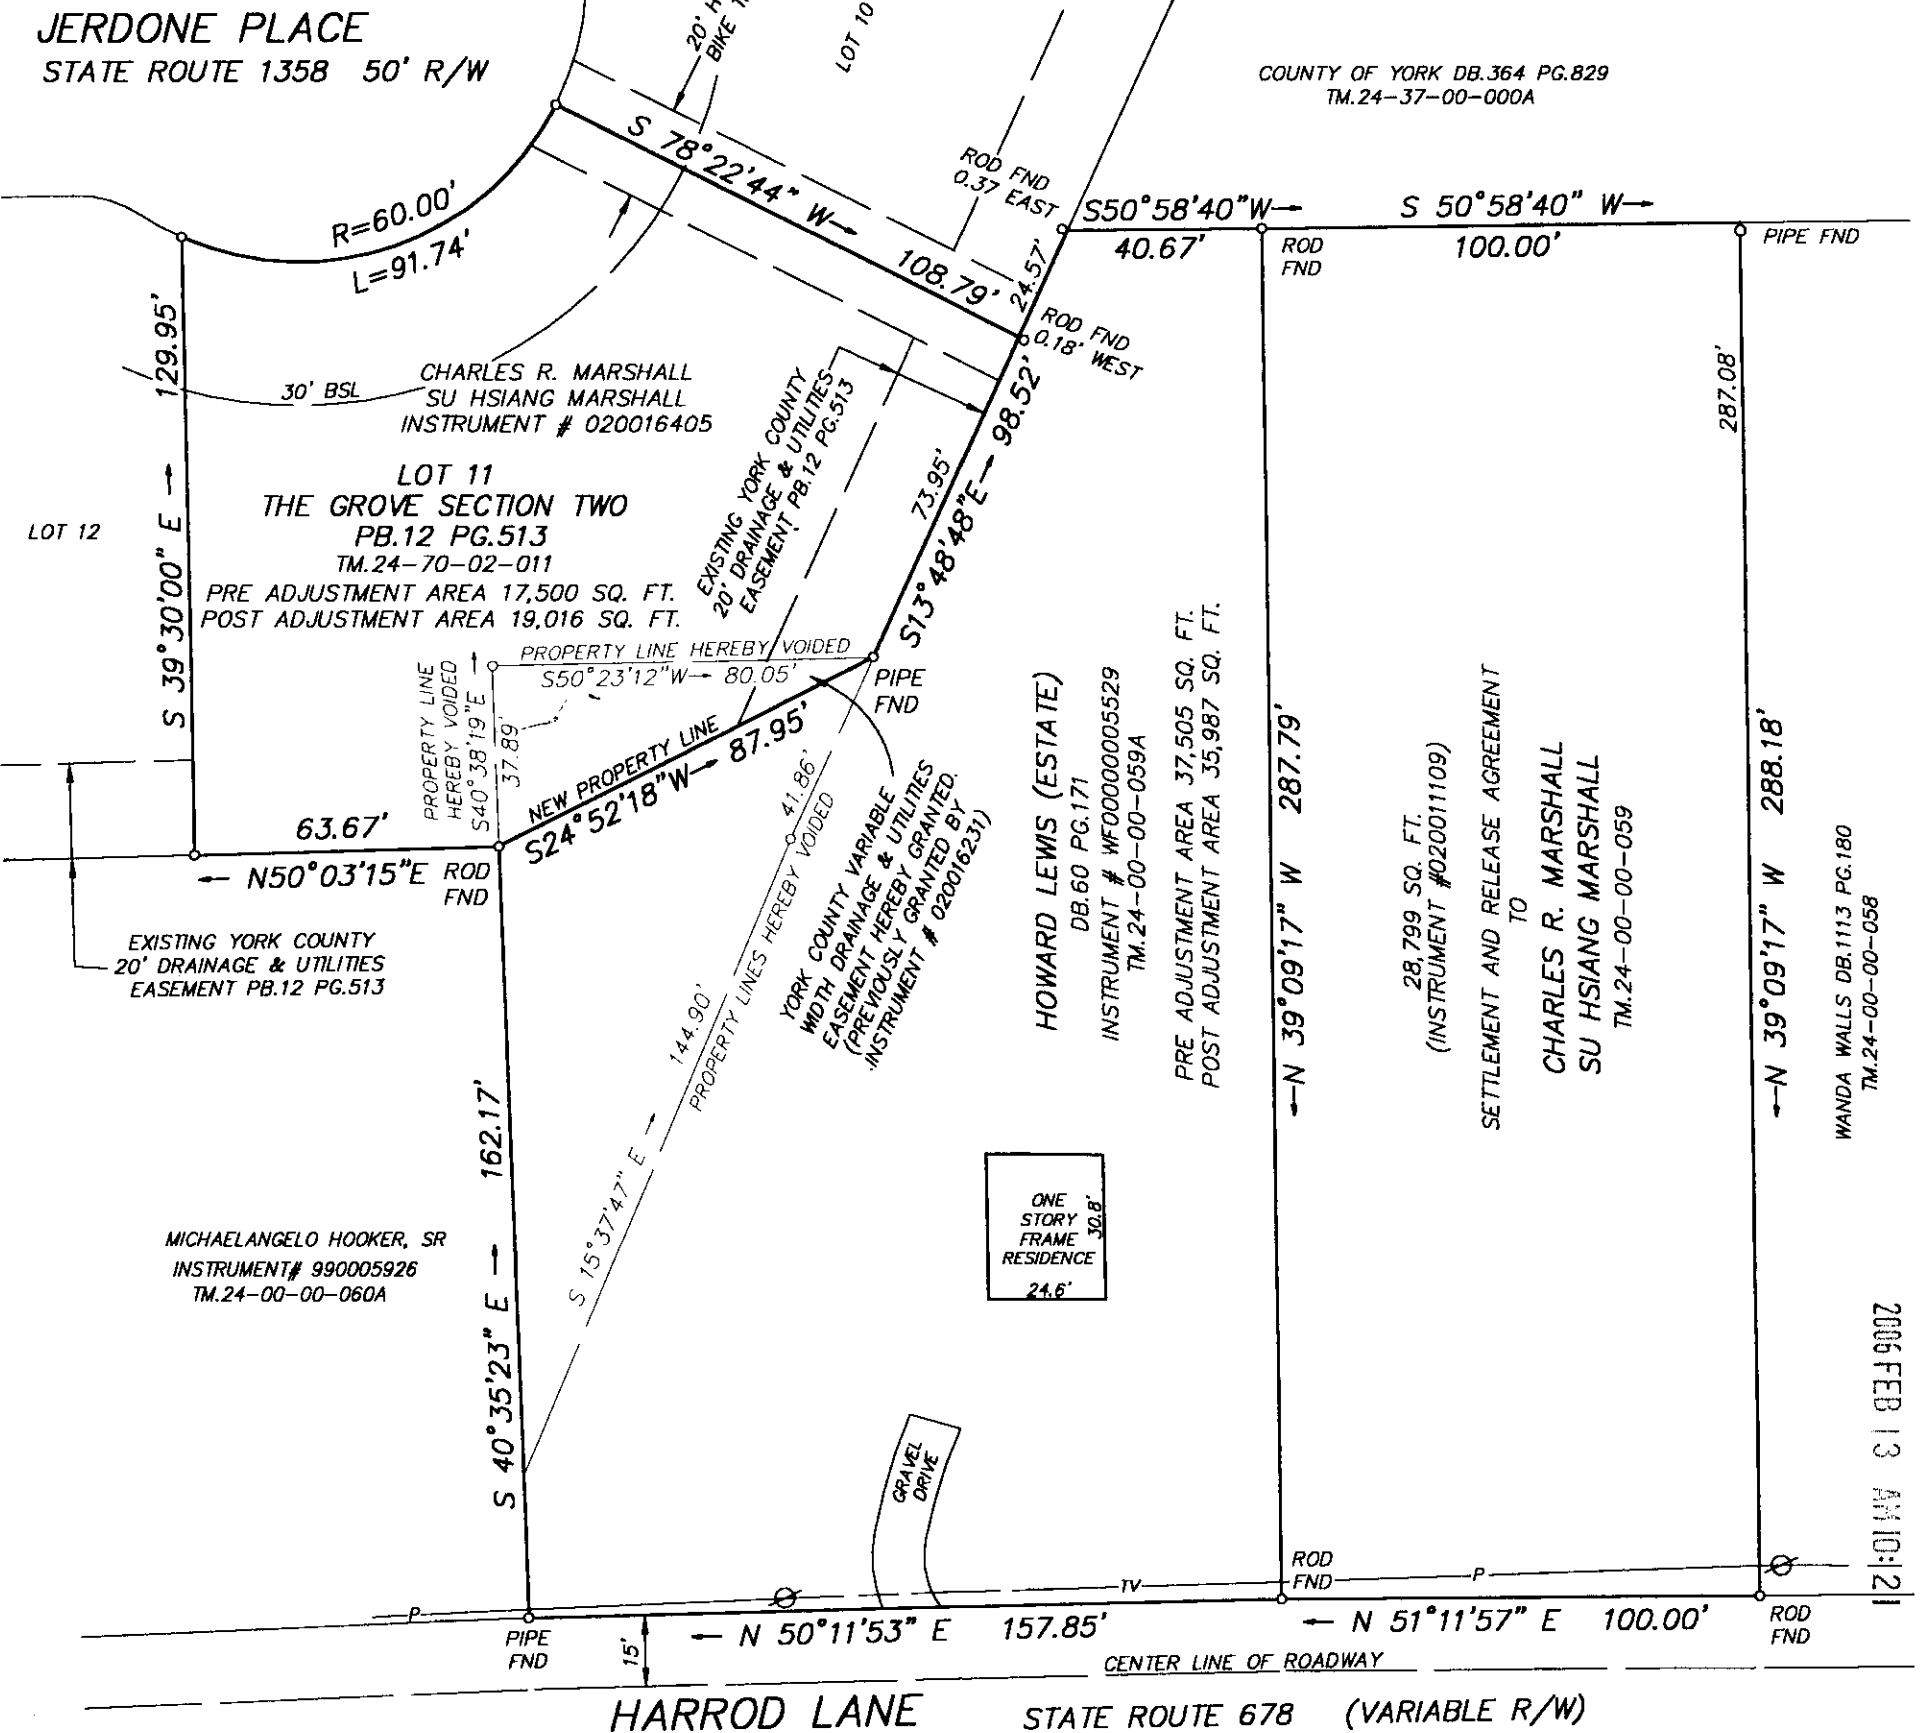 JERDONE PLACE
STATE ROUTE 1358 50' R/W
20' H
BIKE
LOT 10
COUNTY OF YORK DB.364 PG.829
TM.24-37-00-000A
R=60.00'
L=91.74'
S 78°22'44" W→ 108.79'
ROD FND
0.37 EAST
S50°58'40"W→
40.67'
ROD
FND
S 50°58'40" W→
100.00'
PIPE FND
24.57'
ROD FND
0.18' WEST
287.08'
S 39°30'00" E → 129.95'
30' BSL
CHARLES R. MARSHALL
SU HSIANG MARSHALL
INSTRUMENT # 020016405
LOT 11
THE GROVE SECTION TWO
PB.12 PG.513
TM.24-70-02-011
PRE ADJUSTMENT AREA 17,500 SQ. FT.
POST ADJUSTMENT AREA 19,016 SQ. FT.
LOT 12
EXISTING YORK COUNTY
20' DRAINAGE & UTILITIES
EASEMENT PB.12 PG.513
73.95'
S13°48'48"E→ 98.52'
PROPERTY LINE HEREBY VOIDED
S50°23'12"W→ 80.05'
PIPE
FND
PROPERTY LINE
HEREBY VOIDED
S40°38'19"E →
37.89'
NEW PROPERTY LINE
S24°52'18"W→ 87.95'
63.67'
← N50°03'15"E
ROD
FND
EXISTING YORK COUNTY
20' DRAINAGE & UTILITIES
EASEMENT PB.12 PG.513
41.86'
144.90'
PROPERTY LINES HEREBY VOIDED
S 15°37'47" E →
YORK COUNTY VARIABLE
WIDTH DRAINAGE & UTILITIES
EASEMENT HEREBY GRANTED.
(PREVIOUSLY GRANTED BY
INSTRUMENT # 020016231)
HOWARD LEWIS (ESTATE)
DB.60 PG.171
INSTRUMENT # WF0000005529
TM.24-00-00-059A
PRE ADJUSTMENT AREA 37,505 SQ. FT.
POST ADJUSTMENT AREA 35,987 SQ. FT.
←N 39°09'17" W 287.79'
28,799 SQ. FT.
(INSTRUMENT #020011109)
SETTLEMENT AND RELEASE AGREEMENT
TO
CHARLES R. MARSHALL
SU HSIANG MARSHALL
TM.24-00-00-059
←N 39°09'17" W 288.18'
WANDA WALLS DB.1113 PG.180
TM.24-00-00-058
S 40°35'23" E → 162.17'
MICHAELANGELO HOOKER, SR
INSTRUMENT# 990005926
TM.24-00-00-060A
ONE
STORY
FRAME
RESIDENCE
24.6'
30.8'
GRAVEL
DRIVE
2006 FEB 13 AM 10:21
P
TV
P
ROD
FND
PIPE
FND
15'
← N 50°11'53" E 157.85'
← N 51°11'57" E 100.00'
ROD
FND
CENTER LINE OF ROADWAY
HARROD LANE STATE ROUTE 678 (VARIABLE R/W)